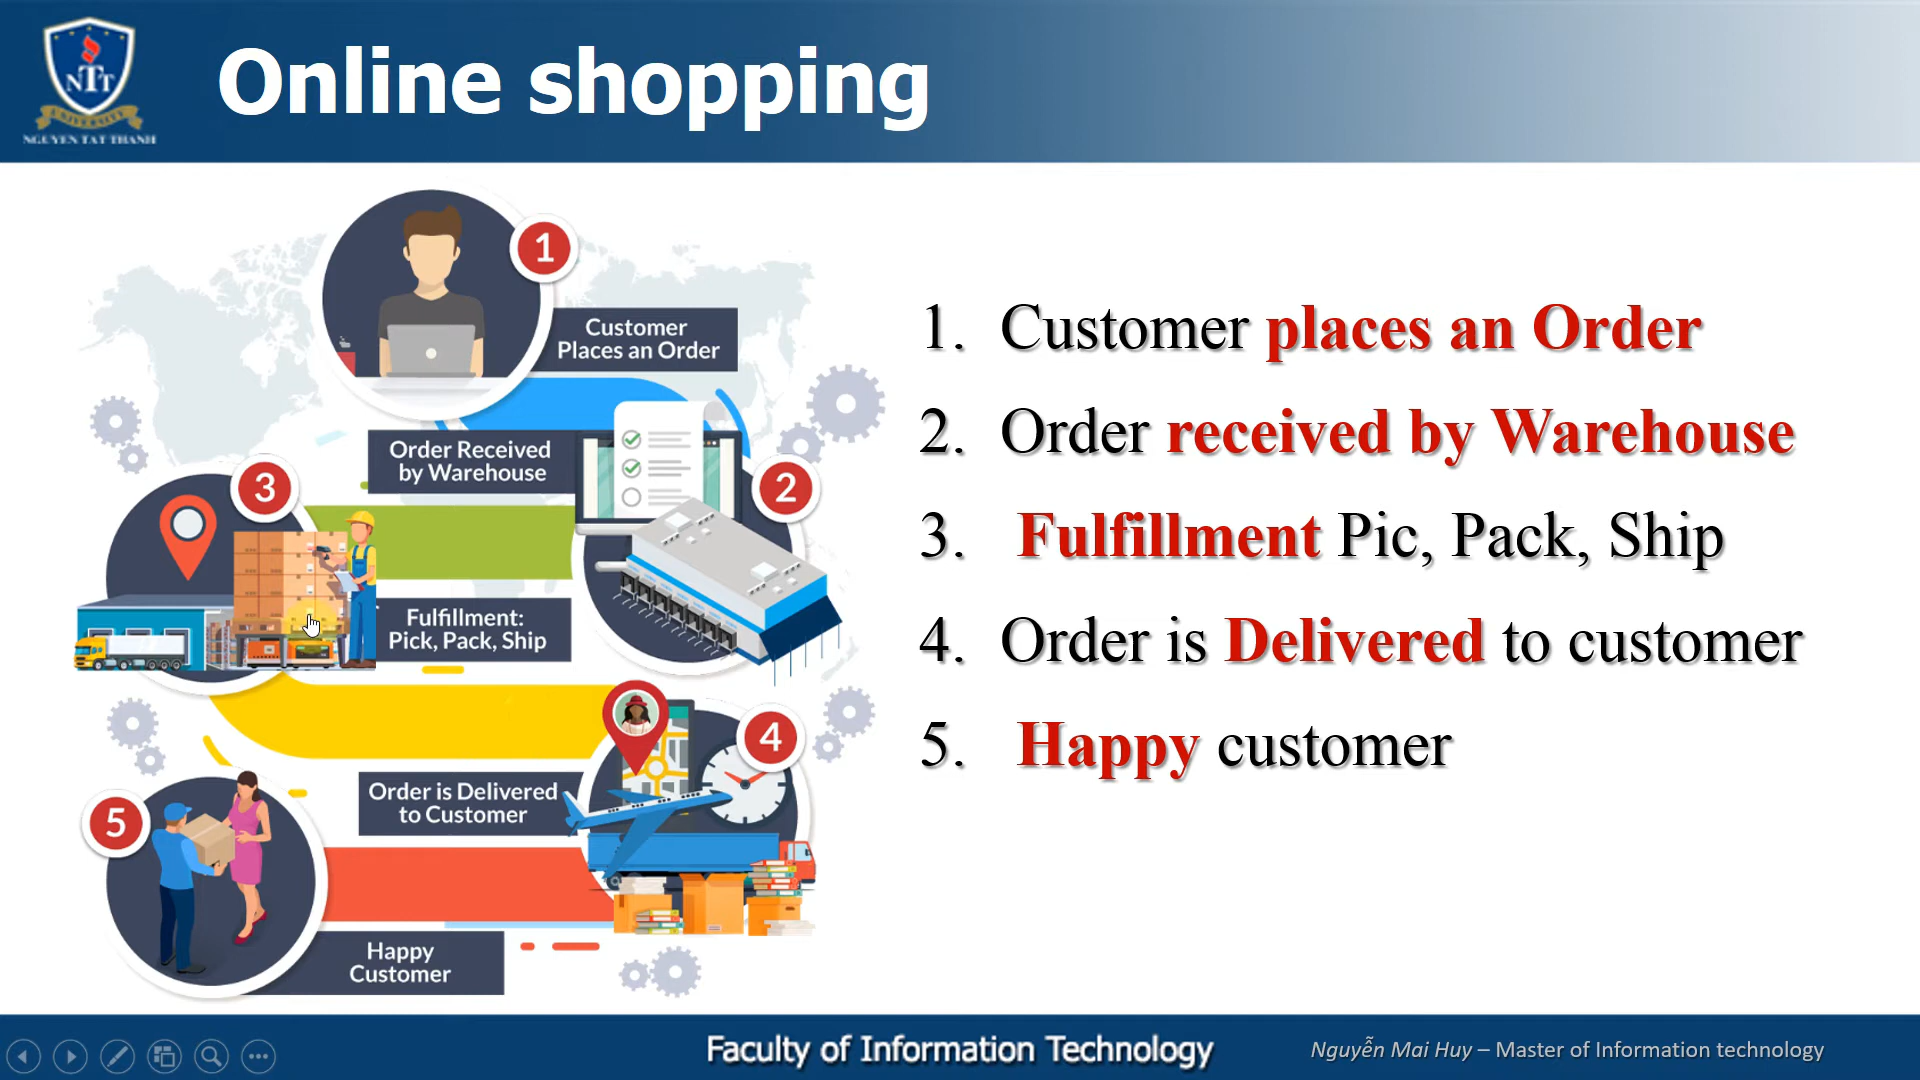 NTT
UNIVERSITY
NGUYEN TAT THANH
Online shopping
1
Customer
Places an Order
Order Received
by Warehouse
2
3
Fulfillment:
Pick, Pack, Ship
4
Order is Delivered
to Customer
5
Happy
Customer
1. Customer places an Order
2. Order received by Warehouse
3. Fulfillment Pic, Pack, Ship
4. Order is Delivered to customer
5. Happy customer
Faculty of Information Technology
Nguyễn Mai Huy – Master of Information technology